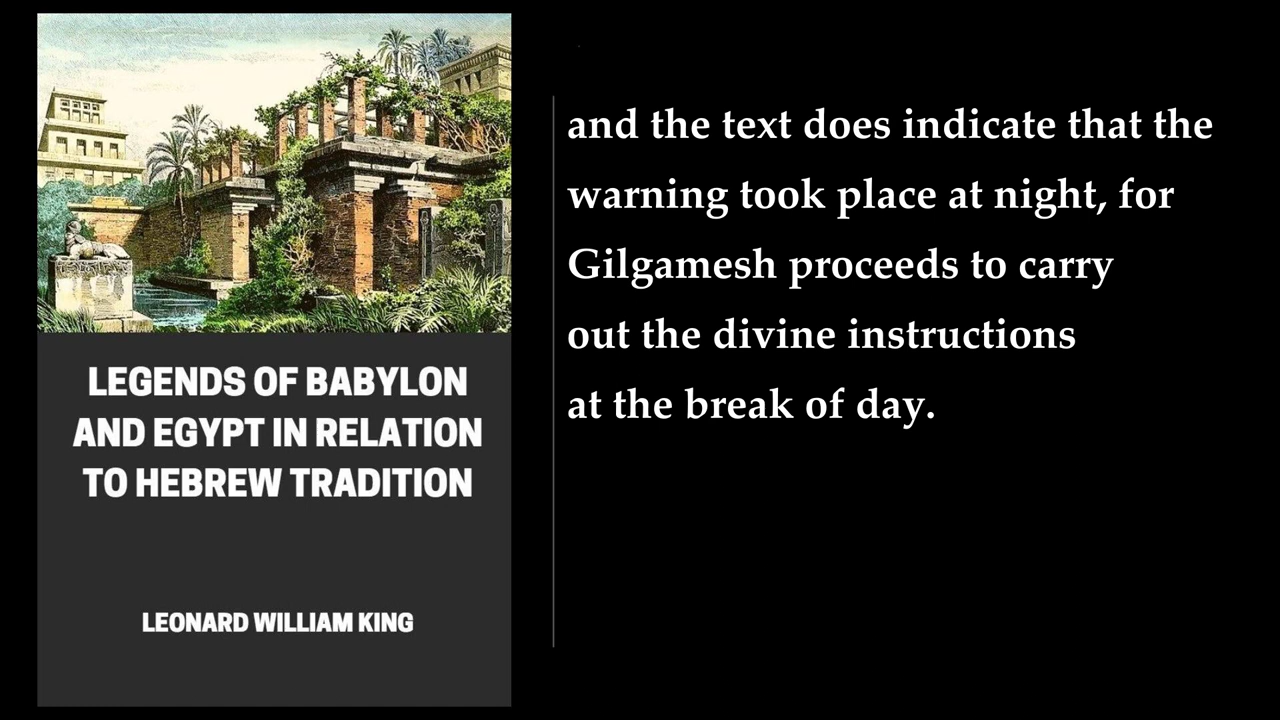 LEGENDS OF BABYLON
AND EGYPT IN RELATION
TO HEBREW TRADITION
LEONARD WILLIAM KING
and the text does indicate that the
warning took place at night, for
Gilgamesh proceeds to carry
out the divine instructions
at the break of day.